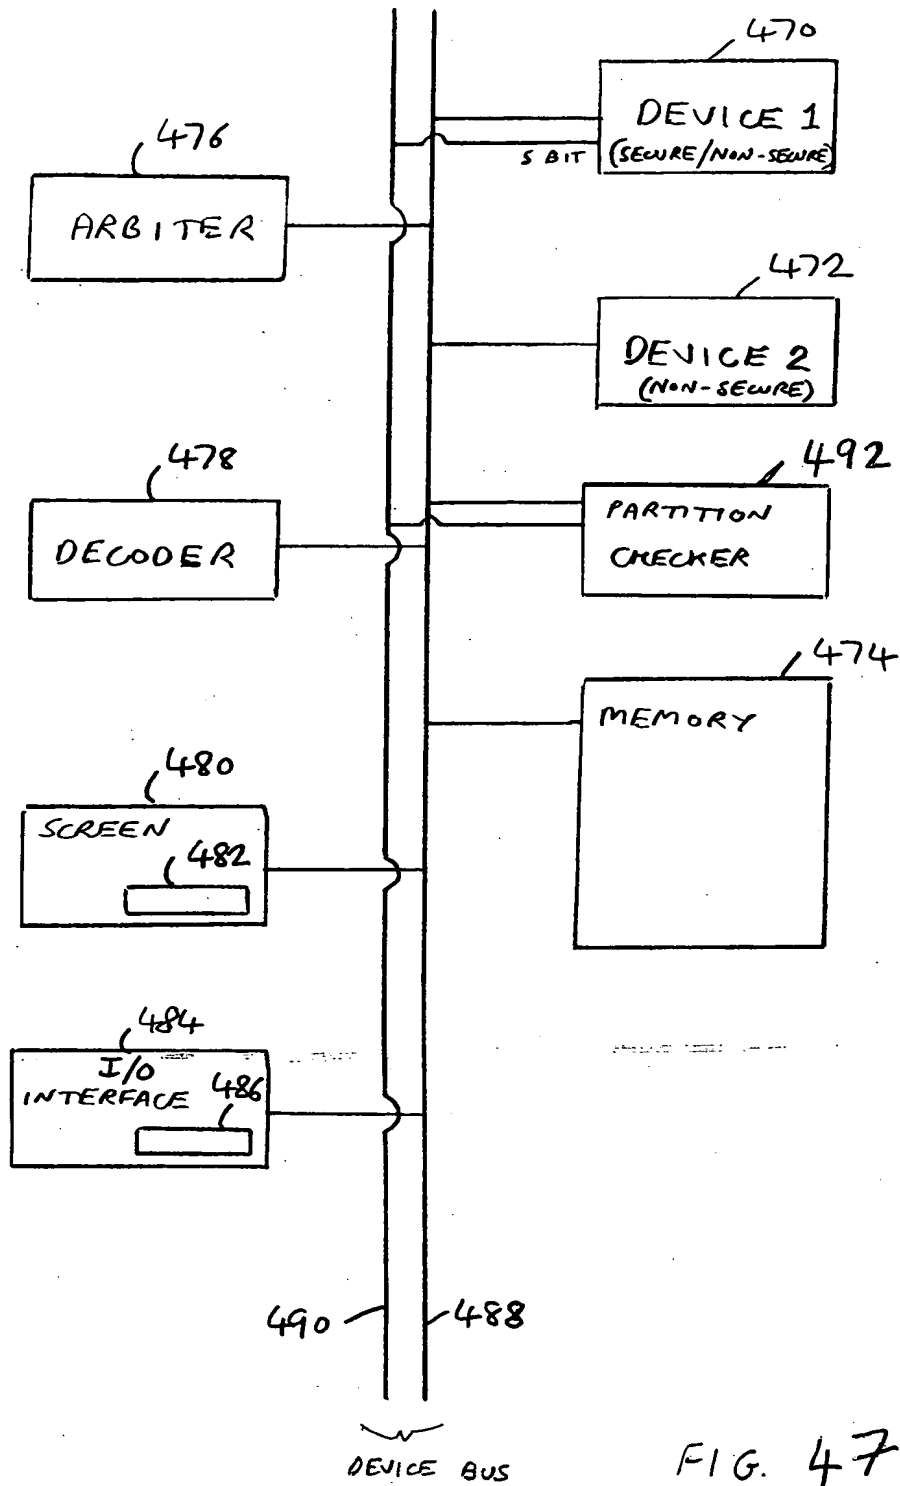 470
DEVICE 1
(SECURE/NON-SECURE)
S BIT
476
ARBITER
472
DEVICE 2
(NON-SECURE)
478
DECODER
492
PARTITION
CHECKER
474
MEMORY
480
SCREEN
482
484
I/O
INTERFACE
486
490
488
DEVICE BUS
FIG. 47